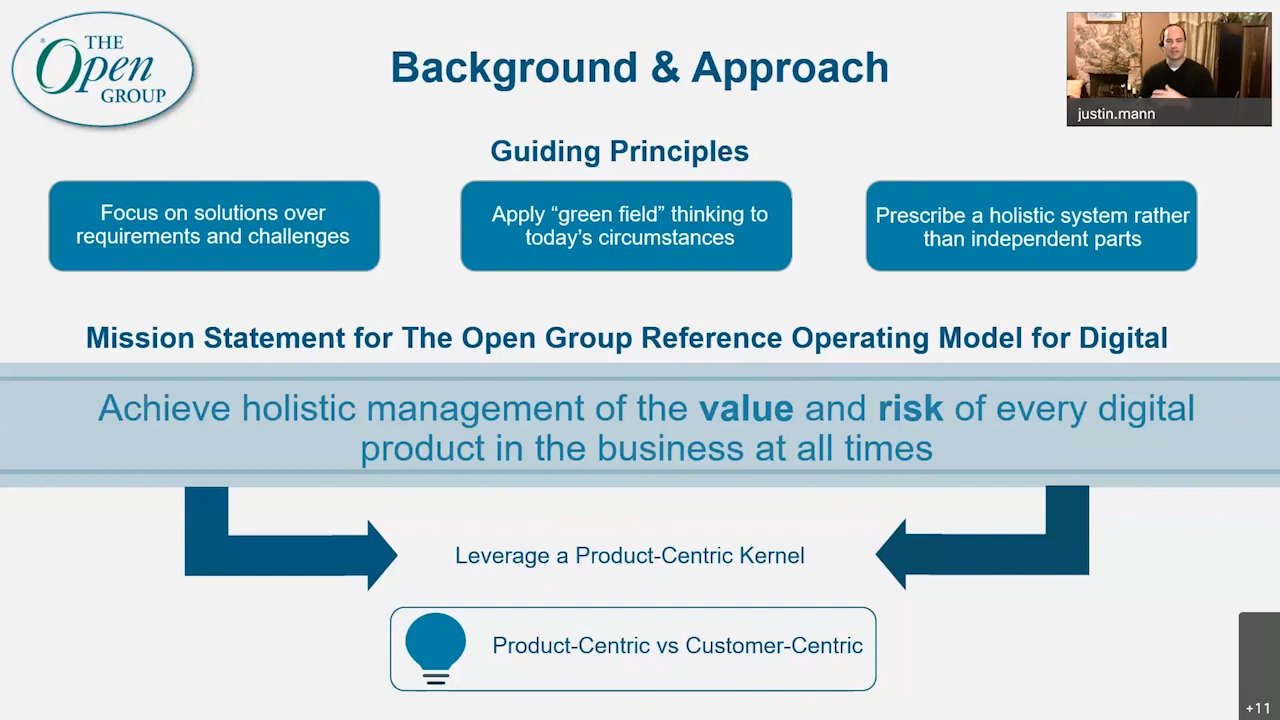 THE
Open
GROUP
®
Background & Approach
justin.mann
Guiding Principles
Focus on solutions over
requirements and challenges
Apply “green field” thinking to
today’s circumstances
Prescribe a holistic system rather
than independent parts
Mission Statement for The Open Group Reference Operating Model for Digital
Achieve holistic management of the value and risk of every digital
product in the business at all times
Leverage a Product-Centric Kernel
Product-Centric vs Customer-Centric
+11